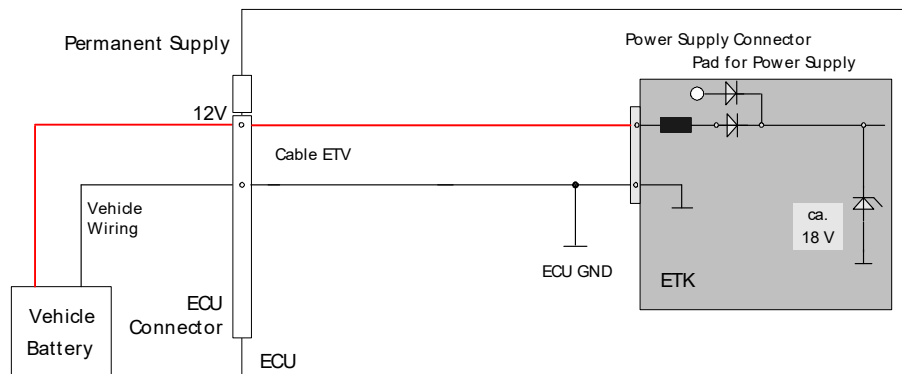 Permanent Supply
Power Supply Connector
Pad for Power Supply
12V
Cable ETV
Vehicle
Wiring
ca.
18 V
ECU GND
ETK
ECU
Connector
Vehicle
Battery
ECU